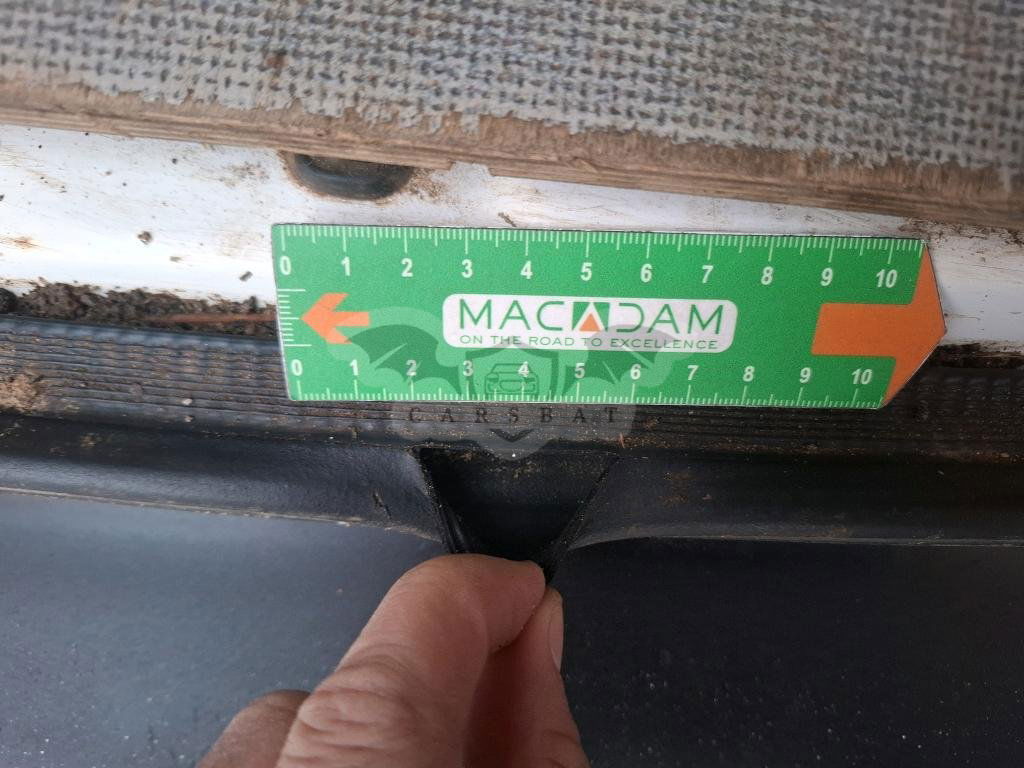 0 1 2 3 4 5 6 7 8 9 10
MACADAM
ON THE ROAD TO EXCELLENCE
0 1 2 3 4 5 6 7 8 9 10
CARSBAT